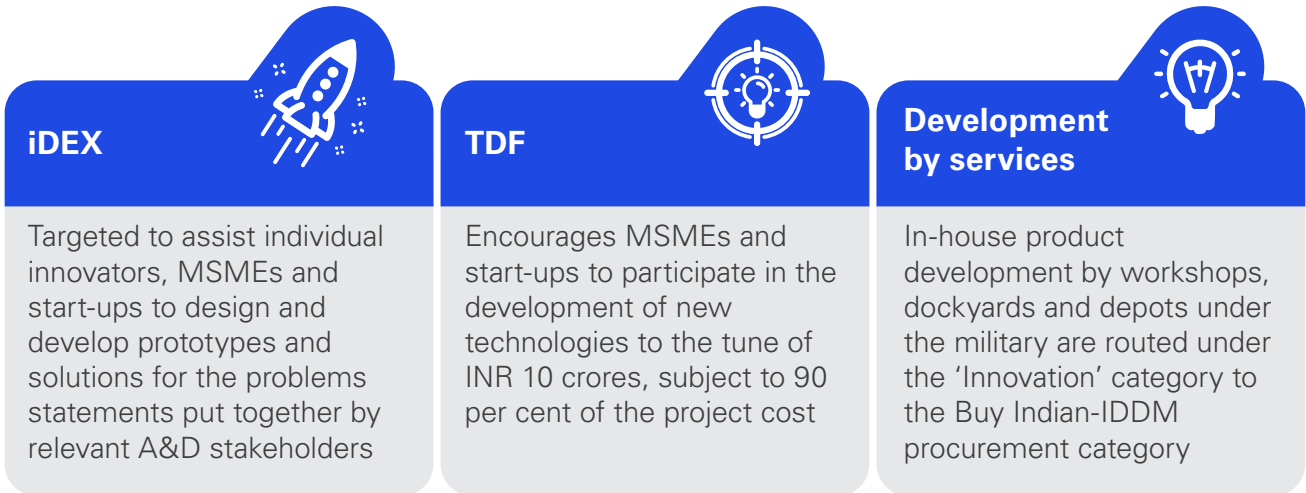 iDEX
Targeted to assist individual
innovators, MSMEs and
start-ups to design and
develop prototypes and
solutions for the problems
statements put together by
relevant A&D stakeholders
TDF
Encourages MSMEs and
start-ups to participate in the
development of new
technologies to the tune of
INR 10 crores, subject to 90
per cent of the project cost
Development
by services
In-house product
development by workshops,
dockyards and depots under
the military are routed under
the ‘Innovation’ category to
the Buy Indian-IDDM
procurement category